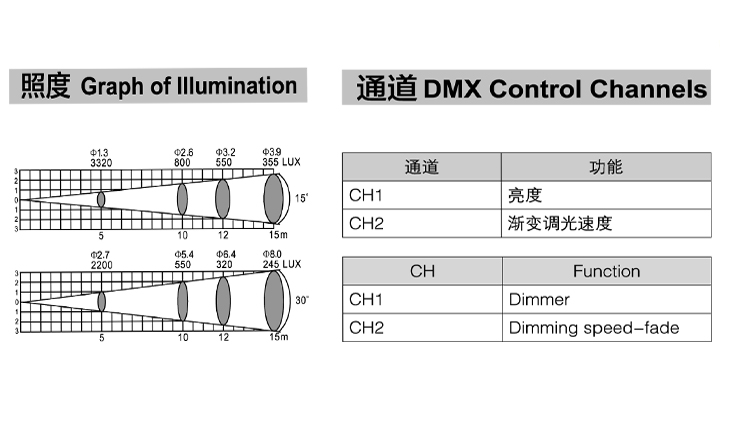 照度 Graph of Illumination
Φ1.3 Φ2.6 Φ3.2 Φ3.9
3320 800 550 355 LUX
3
2
1
0
1
2
3
15°
5 10 12 15m
Φ2.7 Φ5.4 Φ6.4 Φ8.0
2200 550 320 245 LUX
3
2
1
0
1
2
3
30°
5 10 12 15m
通道 DMX Control Channels
通道 功能
CH1 亮度
CH2 渐变调光速度
CH Function
CH1 Dimmer
CH2 Dimming speed–fade